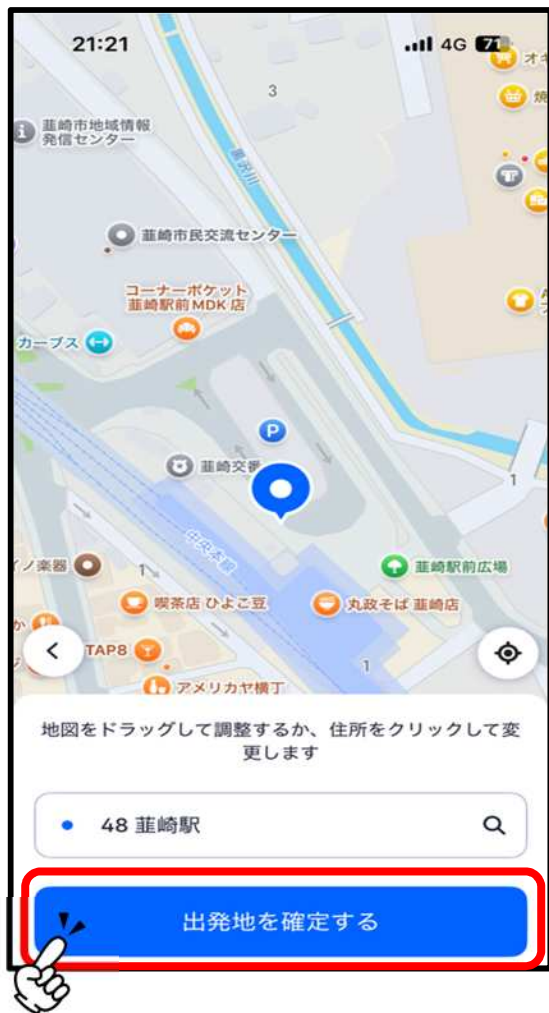 21:21
4G 71
3
韮崎市地域情報
発信センター
焼
黒沢川
韮崎市民交流センター
コーナーポケット
韮崎駅前 MDK 店
カーブス
P
韮崎交番
1
中央本線
ノ楽器
1
韮崎駅前広場
喫茶店 ひよこ豆
丸政そば 韮崎店
TAP8
1
アメリカヤ横丁
地図をドラッグして調整するか、住所をクリックして変
更します
48 韮崎駅
出発地を確定する